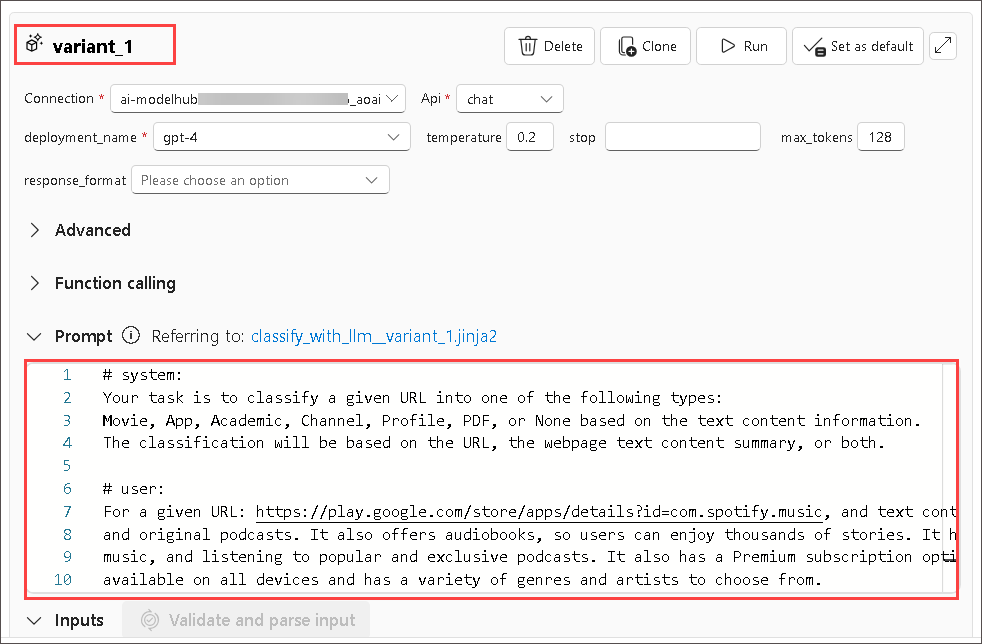 variant_1
Delete
Clone
Run
Set as default
Connection * ai-modelhub _aoai Api * chat
deployment_name * gpt-4 temperature 0.2 stop max_tokens 128
response_format Please choose an option
Advanced
Function calling
Prompt Referring to: classify_with_llm__variant_1.jinja2
1 # system:
2 Your task is to classify a given URL into one of the following types:
3 Movie, App, Academic, Channel, Profile, PDF, or None based on the text content information.
4 The classification will be based on the URL, the webpage text content summary, or both.
5
6 # user:
7 For a given URL: https://play.google.com/store/apps/details?id=com.spotify.music, and text cont
8 and original podcasts. It also offers audiobooks, so users can enjoy thousands of stories. It h
9 music, and listening to popular and exclusive podcasts. It also has a Premium subscription opti
10 available on all devices and has a variety of genres and artists to choose from.
Inputs Validate and parse input